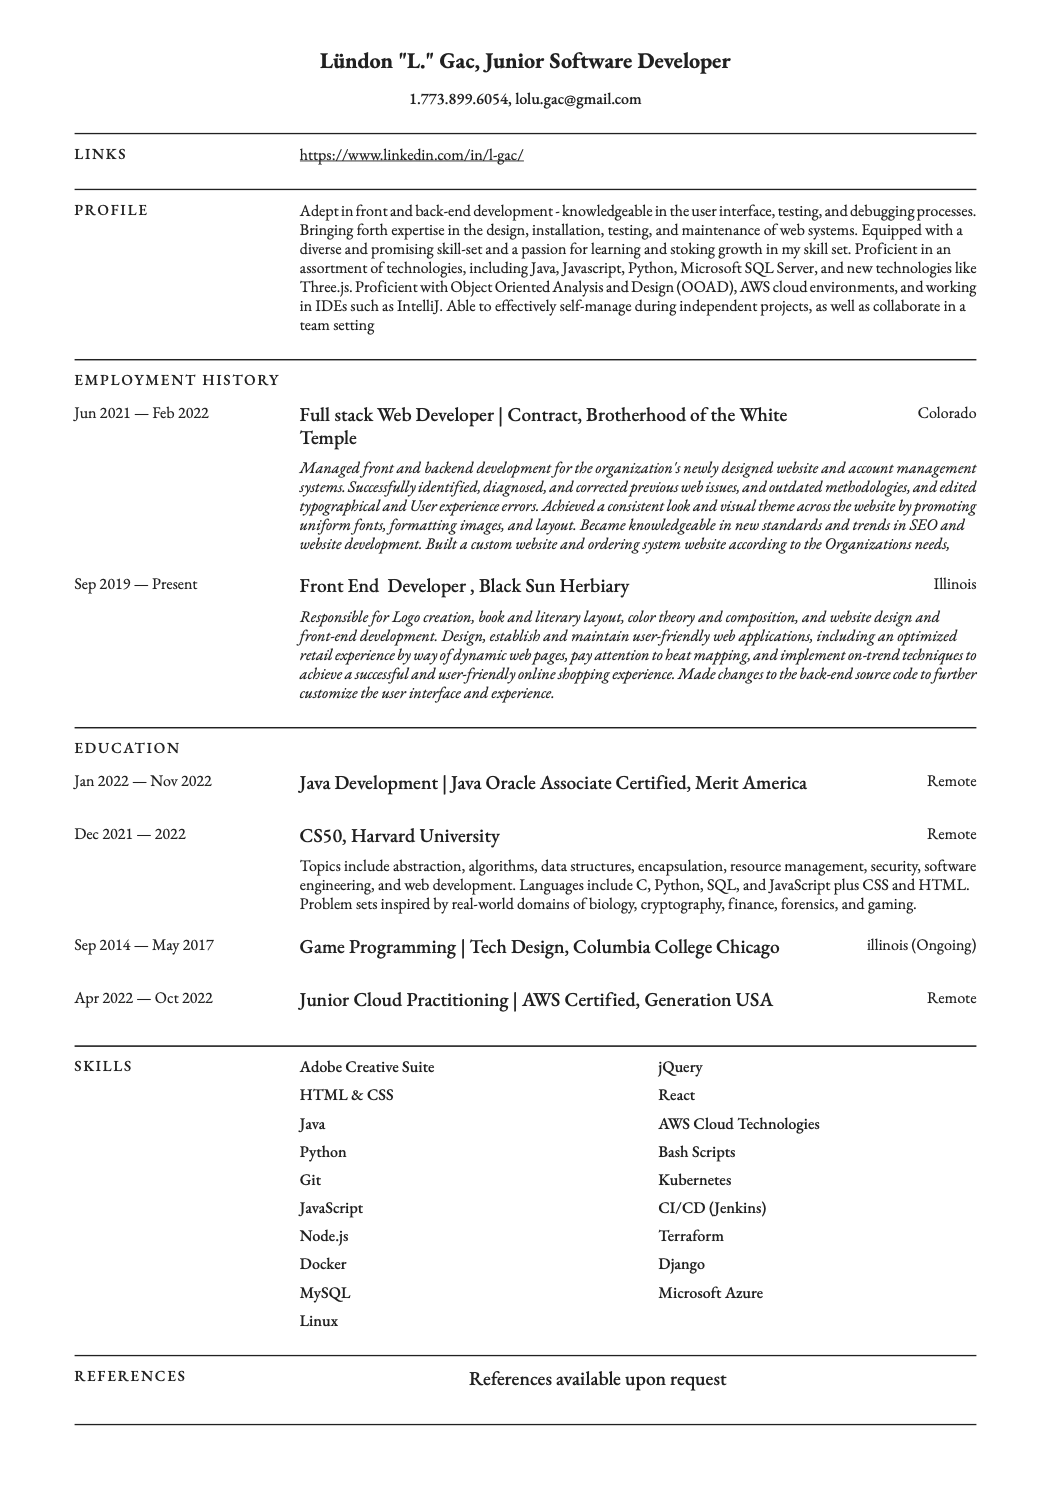 Lündon "L." Gac, Junior Software Developer
1.773.899.6054, lolu.gac@gmail.com
LINKS
https://www.linkedin.com/in/l-gac/
PROFILE
Adept in front and back-end development - knowledgeable in the user interface, testing, and debugging processes.
Bringing forth expertise in the design, installation, testing, and maintenance of web systems. Equipped with a
diverse and promising skill-set and a passion for learning and stoking growth in my skill set. Proficient in an
assortment of technologies, including Java, Javascript, Python, Microsoft SQL Server, and new technologies like
Three.js. Proficient with Object Oriented Analysis and Design (OOAD), AWS cloud environments, and working
in IDEs such as IntelliJ. Able to effectively self-manage during independent projects, as well as collaborate in a
team setting
EMPLOYMENT HISTORY
Jun 2021 — Feb 2022
Full stack Web Developer | Contract, Brotherhood of the White
Temple
Colorado
Managed front and backend development for the organization's newly designed website and account management
systems. Successfully identified, diagnosed, and corrected previous web issues, and outdated methodologies, and edited
typographical and User experience errors. Achieved a consistent look and visual theme across the website by promoting
uniform fonts, formatting images, and layout. Became knowledgeable in new standards and trends in SEO and
website development. Built a custom website and ordering system website according to the Organizations needs,
Sep 2019 — Present
Front End  Developer , Black Sun Herbiary
Illinois
Responsible for Logo creation, book and literary layout, color theory and composition, and website design and
front-end development. Design, establish and maintain user-friendly web applications, including an optimized
retail experience by way of dynamic web pages, pay attention to heat mapping, and implement on-trend techniques to
achieve a successful and user-friendly online shopping experience. Made changes to the back-end source code to further
customize the user interface and experience.
EDUCATION
Jan 2022 — Nov 2022
Java Development | Java Oracle Associate Certified, Merit America
Remote
Dec 2021 — 2022
CS50, Harvard University
Remote
Topics include abstraction, algorithms, data structures, encapsulation, resource management, security, software
engineering, and web development. Languages include C, Python, SQL, and JavaScript plus CSS and HTML.
Problem sets inspired by real-world domains of biology, cryptography, finance, forensics, and gaming.
Sep 2014 — May 2017
Game Programming | Tech Design, Columbia College Chicago
illinois (Ongoing)
Apr 2022 — Oct 2022
Junior Cloud Practitioning | AWS Certified, Generation USA
Remote
SKILLS
Adobe Creative Suite
HTML & CSS
Java
Python
Git
JavaScript
Node.js
Docker
MySQL
Linux
jQuery
React
AWS Cloud Technologies
Bash Scripts
Kubernetes
CI/CD (Jenkins)
Terraform
Django
Microsoft Azure
REFERENCES
References available upon request